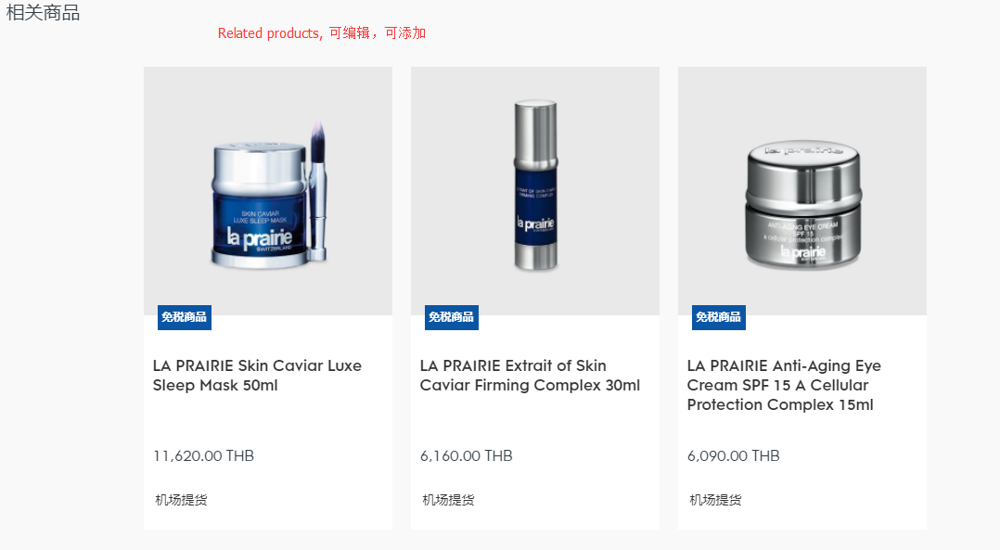 相关商品
Related products, 可编辑，可添加
la prairie
SKIN CAVIAR
LUXE SLEEP MASK
la prairie
SWITZERLAND
EXTRAIT OF SKIN CAVIAR
FIRMING COMPLEX
la prairie
la prairie
ANTI-AGING EYE CREAM
SPF 15
a cellular protection complex
la prairie
SWITZERLAND
免税商品
免税商品
免税商品
LA PRAIRIE Skin Caviar Luxe
Sleep Mask 50ml
LA PRAIRIE Extrait of Skin
Caviar Firming Complex 30ml
LA PRAIRIE Anti-Aging Eye
Cream SPF 15 A Cellular
Protection Complex 15ml
11,620.00 THB
6,160.00 THB
6,090.00 THB
机场提货
机场提货
机场提货